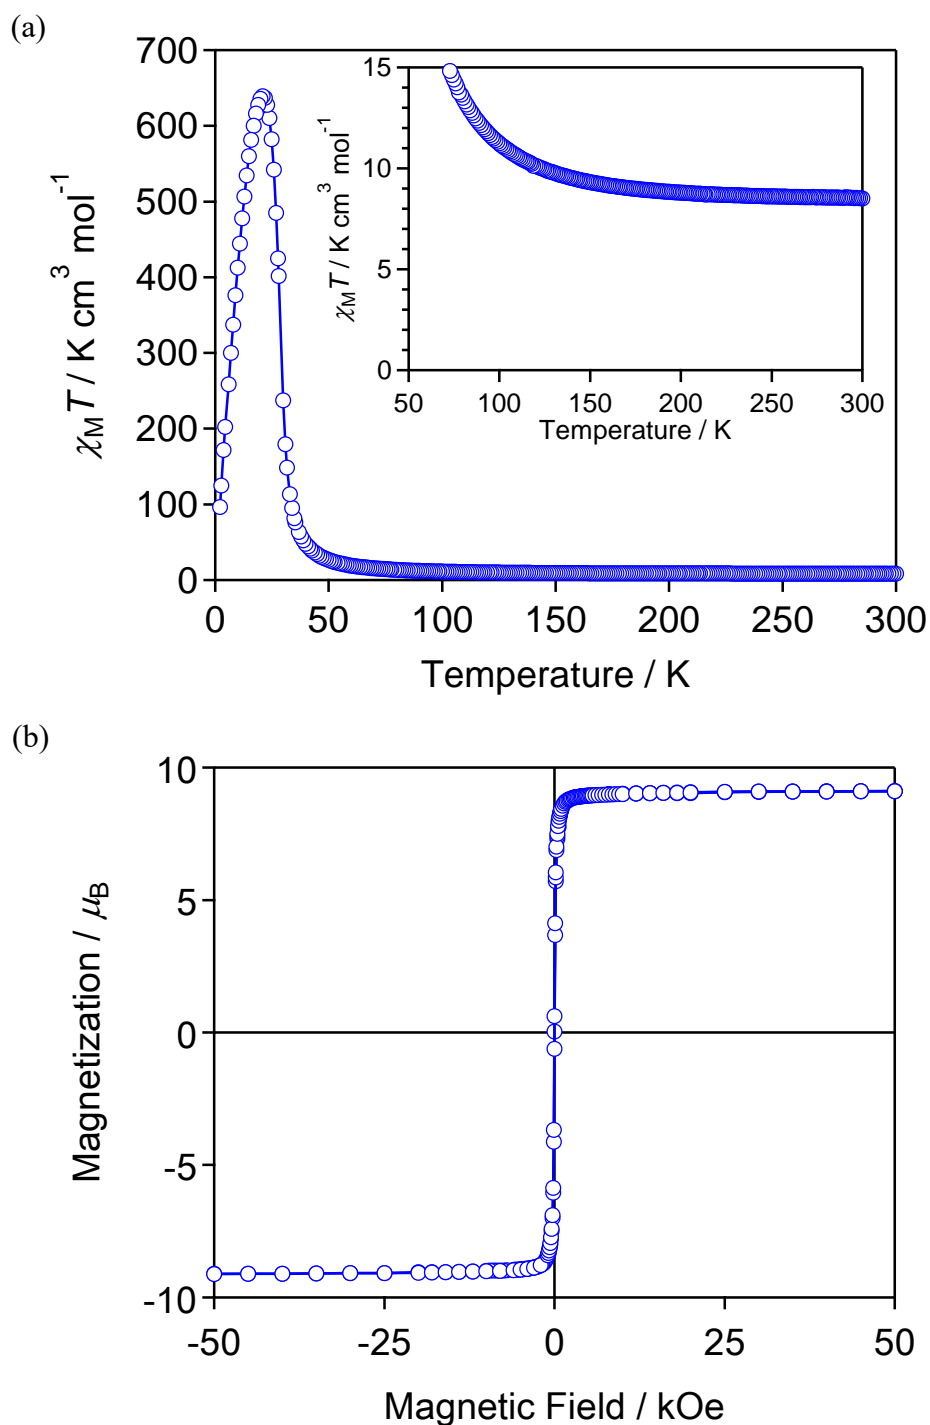 (a)
700
600
500
400
300
200
100
0
χMT / K cm³ mol⁻¹
0 50 100 150 200 250 300
Temperature / K
15
10
5
0
χMT / K cm³ mol⁻¹
50 100 150 200 250 300
Temperature / K
(b)
10
5
0
-5
-10
Magnetization / μB
-50 -25 0 25 50
Magnetic Field / kOe